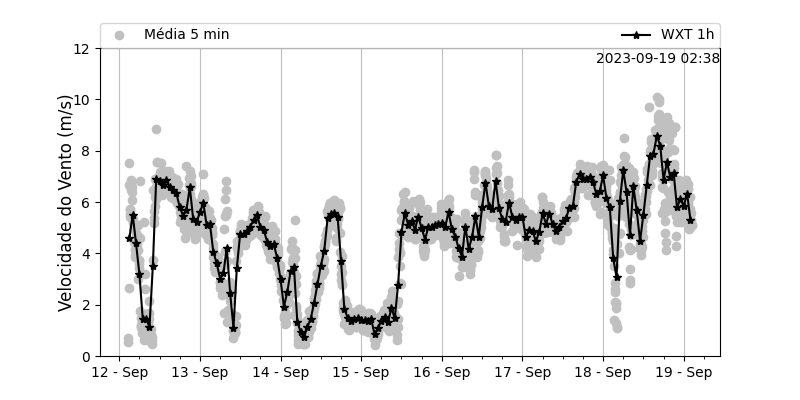 Média 5 min
WXT 1h
2023-09-19 02:38
Velocidade do Vento (m/s)
12
10
8
6
4
2
0
12 - Sep
13 - Sep
14 - Sep
15 - Sep
16 - Sep
17 - Sep
18 - Sep
19 - Sep